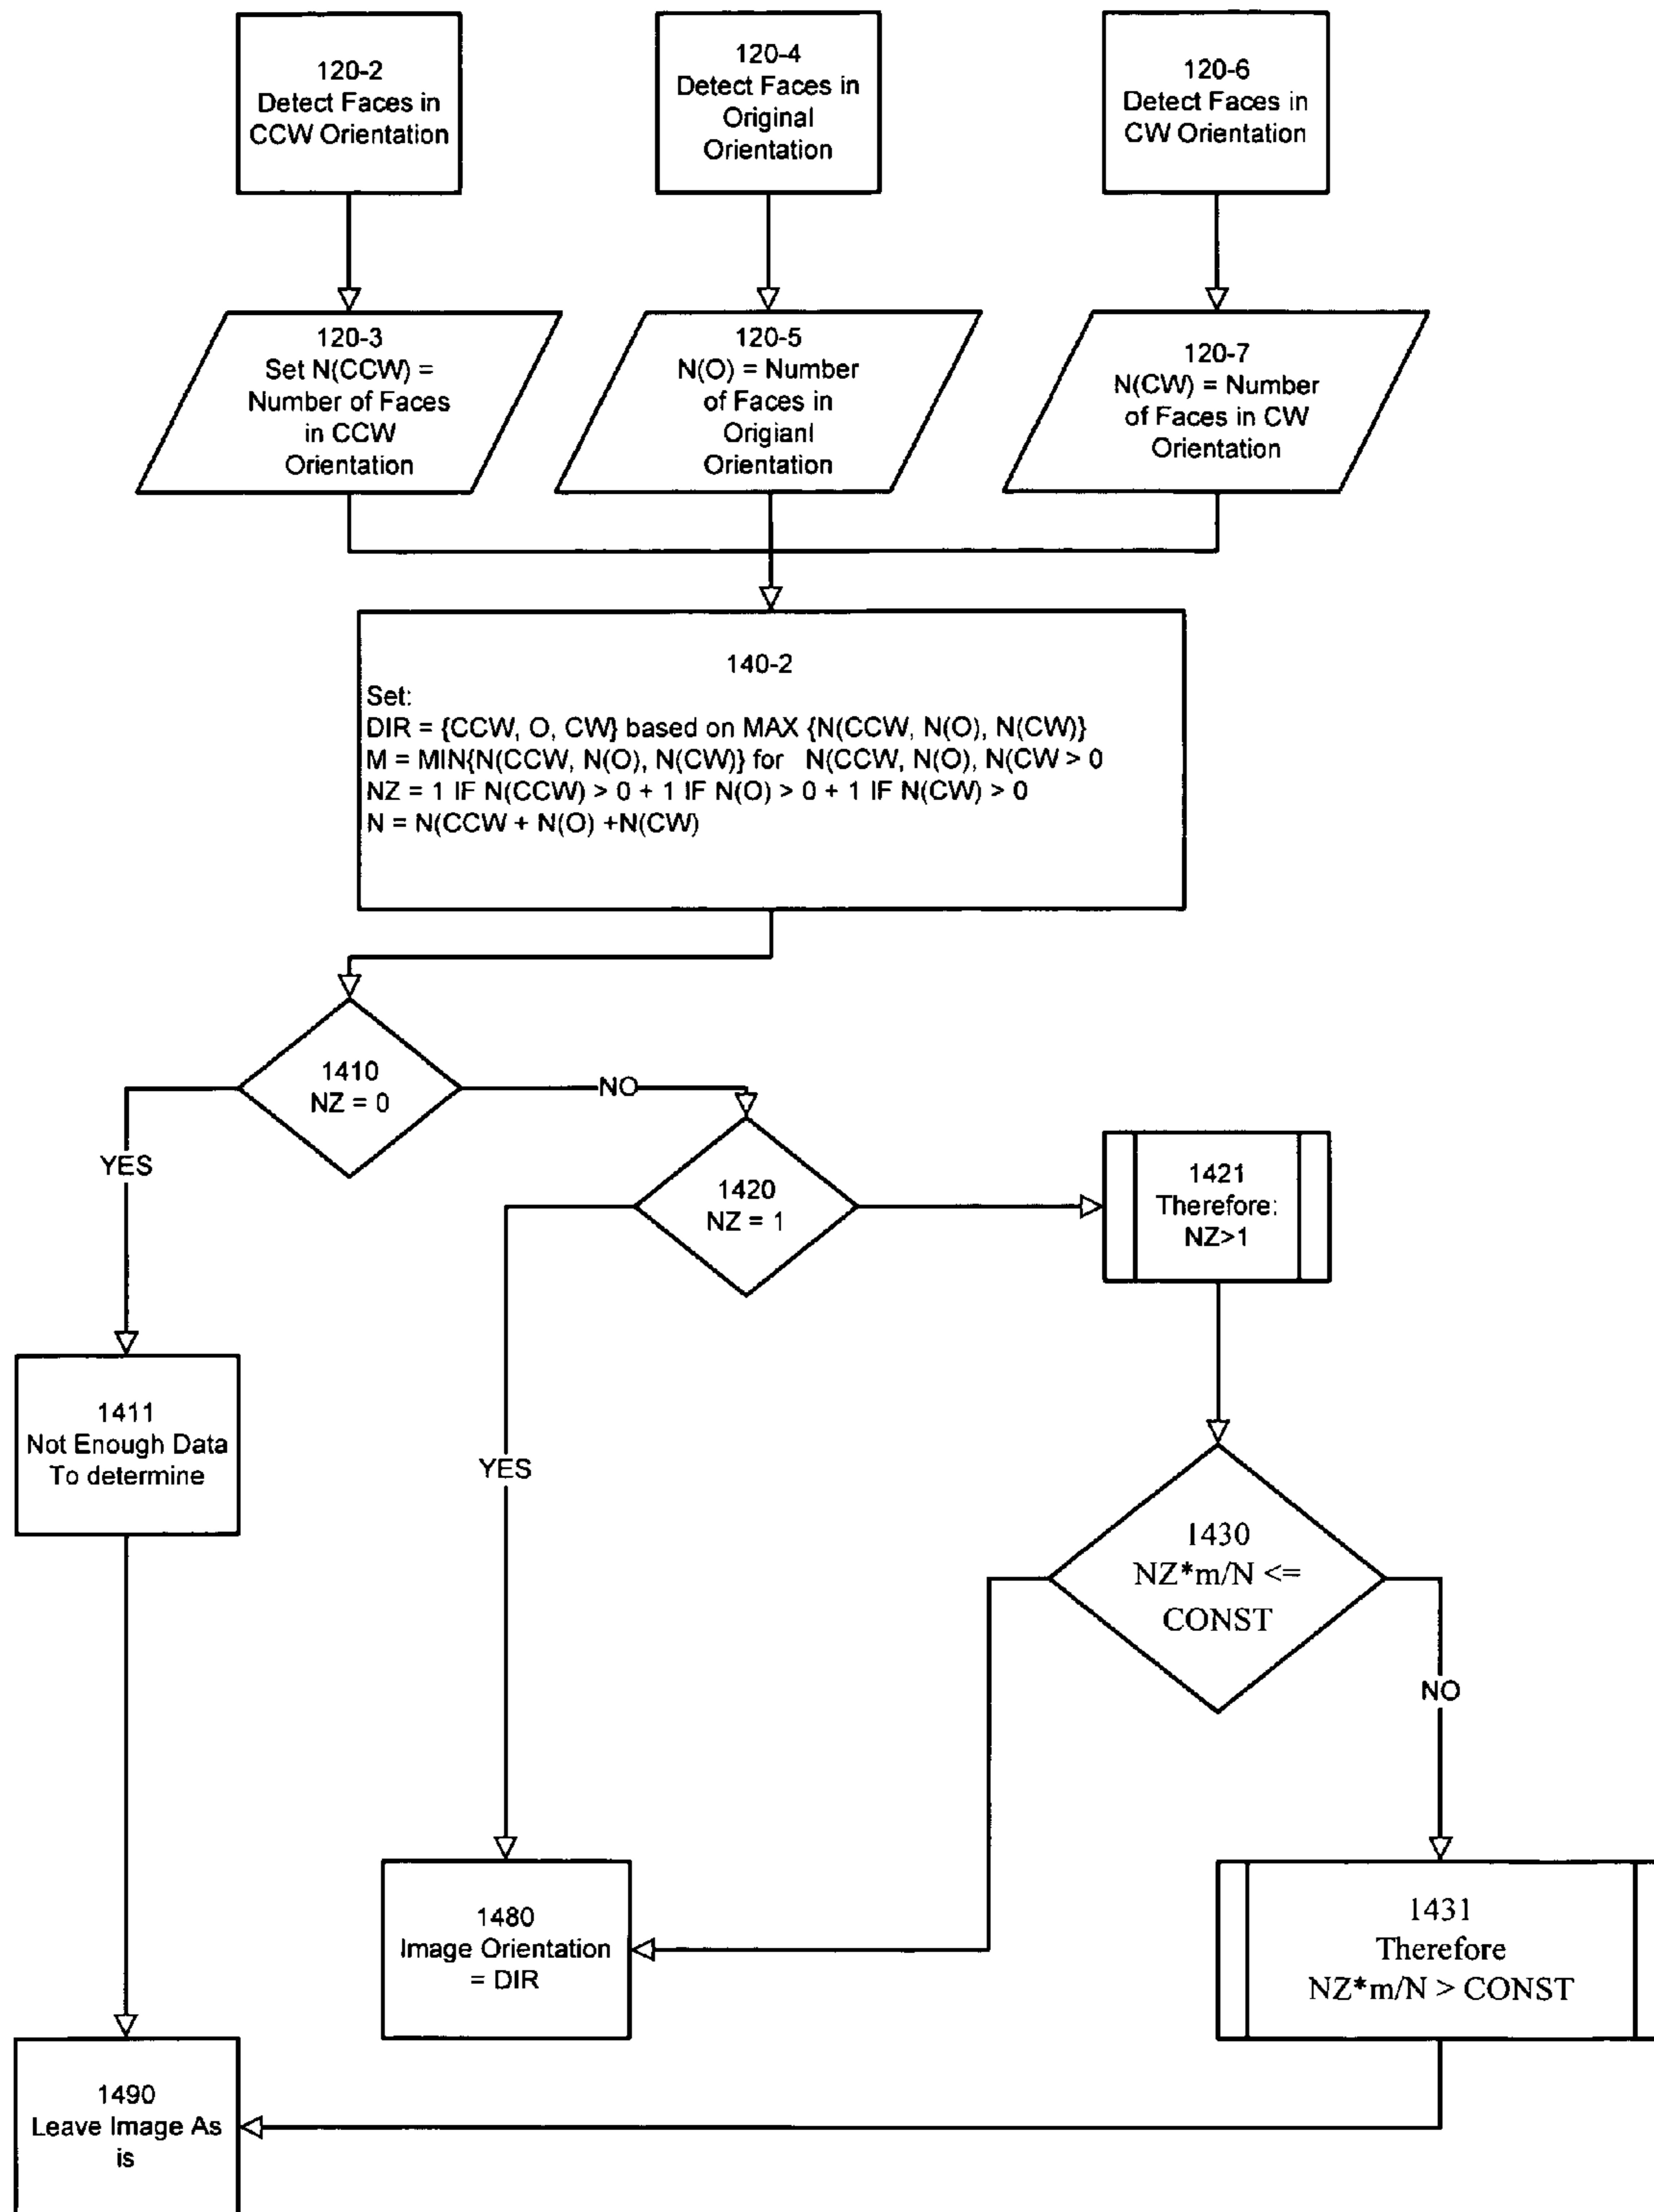 120-2
Detect Faces in
CCW Orientation
120-4
Detect Faces in
Original
Orientation
120-6
Detect Faces in
CW Orientation
120-3
Set N(CCW) =
Number of Faces
in CCW
Orientation
120-5
N(O) = Number
of Faces in
Origianl
Orientation
120-7
N(CW) = Number
of Faces in CW
Orientation
140-2
Set:
DIR = {CCW, O, CW} based on MAX {N(CCW, N(O), N(CW)}
M = MIN{N(CCW, N(O), N(CW)} for N(CCW, N(O), N(CW > 0
NZ = 1 IF N(CCW) > 0 + 1 IF N(O) > 0 + 1 IF N(CW) > 0
N = N(CCW + N(O) +N(CW)
1410
NZ = 0
NO
YES
1420
NZ = 1
1421
Therefore:
NZ>1
1411
Not Enough Data
To determine
YES
1430
NZ*m/N <=
CONST
NO
1480
Image Orientation
= DIR
1431
Therefore
NZ*m/N > CONST
1490
Leave Image As
is